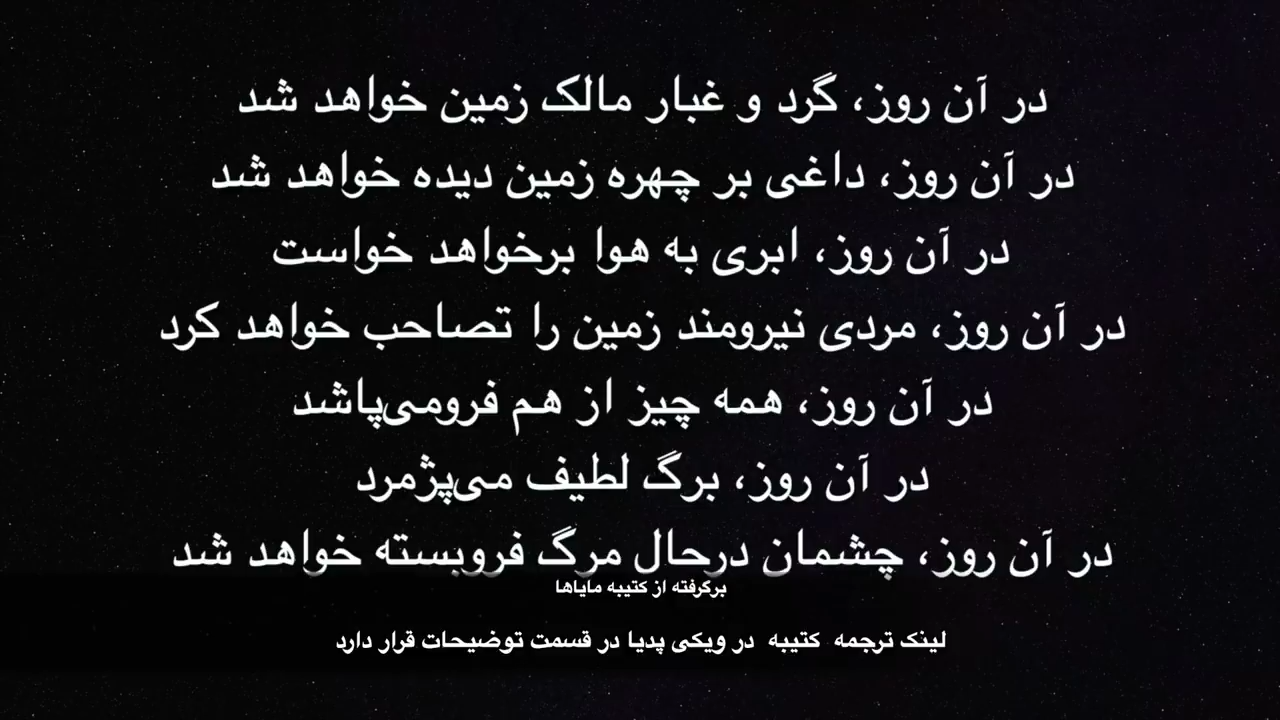 در آن روز، گرد و غبار مالک زمین خواهد شد
در آن روز، داغی بر چهره زمین دیده خواهد شد
در آن روز، ابری به هوا برخواهد خواست
در آن روز، مردی نیرومند زمین را تصاحب خواهد کرد
در آن روز، همه چیز از هم فرومی‌پاشد
در آن روز، برگ لطیف می‌پژمرد
در آن روز، چشمان درحال مرگ فروبسته خواهد شد
برگرفته از کتیبه مایاها
لینک ترجمه کتیبه در ویکی پدیا در قسمت توضیحات قرار دارد